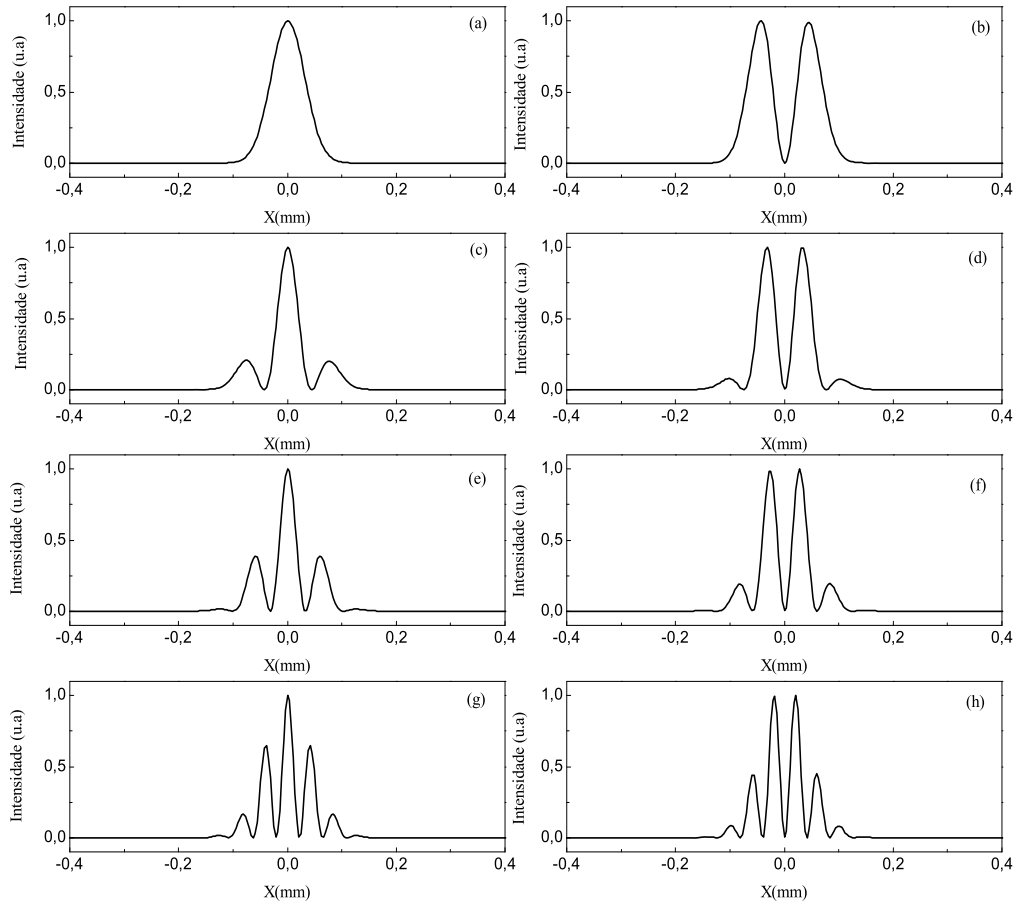 (a)
1,0
0,5
0,0
Intensidade (u.a)
-0,4 -0,2 0,0 0,2 0,4
X(mm)
(b)
1,0
0,5
0,0
Intensidade (u.a)
-0,4 -0,2 0,0 0,2 0,4
X(mm)
(c)
1,0
0,5
0,0
Intensidade (u.a)
-0,4 -0,2 0,0 0,2 0,4
X(mm)
(d)
1,0
0,5
0,0
Intensidade (u.a)
-0,4 -0,2 0,0 0,2 0,4
X(mm)
(e)
1,0
0,5
0,0
Intensidade (u.a)
-0,4 -0,2 0,0 0,2 0,4
X(mm)
(f)
1,0
0,5
0,0
Intensidade (u.a)
-0,4 -0,2 0,0 0,2 0,4
X(mm)
(g)
1,0
0,5
0,0
Intensidade (u.a)
-0,4 -0,2 0,0 0,2 0,4
X(mm)
(h)
1,0
0,5
0,0
Intensidade (u.a)
-0,4 -0,2 0,0 0,2 0,4
X(mm)